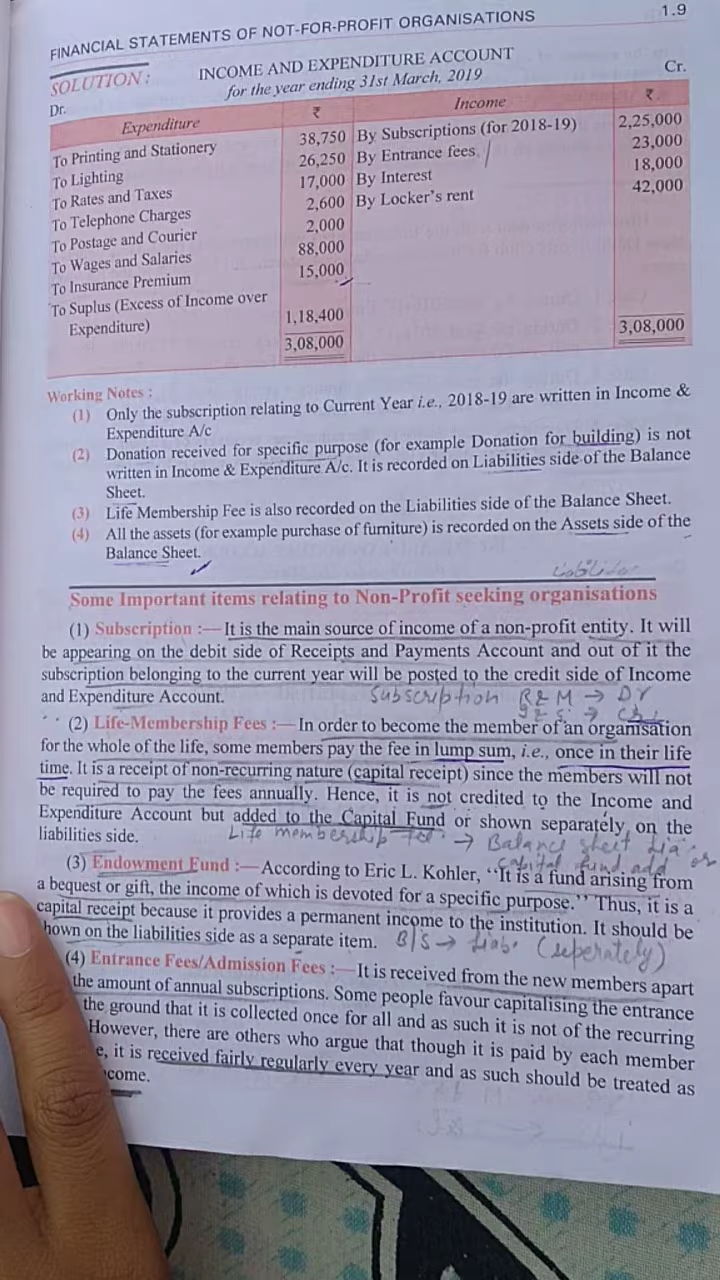 FINANCIAL STATEMENTS OF NOT-FOR-PROFIT ORGANISATIONS 1.9
SOLUTION : INCOME AND EXPENDITURE ACCOUNT
for the year ending 31st March, 2019
Dr. Cr.
Expenditure ₹ Income ₹
To Printing and Stationery 38,750 By Subscriptions (for 2018-19) 2,25,000
To Lighting 26,250 By Entrance fees 23,000
To Rates and Taxes 17,000 By Interest 18,000
To Telephone Charges 2,600 By Locker's rent 42,000
To Postage and Courier 2,000
To Wages and Salaries 88,000
To Insurance Premium 15,000
To Suplus (Excess of Income over
Expenditure) 1,18,400
3,08,000 3,08,000
Working Notes :
(1) Only the subscription relating to Current Year i.e., 2018-19 are written in Income &
Expenditure A/c
(2) Donation received for specific purpose (for example Donation for building) is not
written in Income & Expenditure A/c. It is recorded on Liabilities side of the Balance
Sheet.
(3) Life Membership Fee is also recorded on the Liabilities side of the Balance Sheet.
(4) All the assets (for example purchase of furniture) is recorded on the Assets side of the
Balance Sheet.
Some Important items relating to Non-Profit seeking organisations
(1) Subscription :— It is the main source of income of a non-profit entity. It will
be appearing on the debit side of Receipts and Payments Account and out of it the
subscription belonging to the current year will be posted to the credit side of Income
and Expenditure Account. Subscription R&M → Dr
(2) Life-Membership Fees :— In order to become the member of an organisation
for the whole of the life, some members pay the fee in lump sum, i.e., once in their life
time. It is a receipt of non-recurring nature (capital receipt) since the members will not
be required to pay the fees annually. Hence, it is not credited to the Income and
Expenditure Account but added to the Capital Fund or shown separately on the
liabilities side. Life membership fee → Balance sheet lia
capital fund add or
(3) Endowment Fund :— According to Eric L. Kohler, “It is a fund arising from
a bequest or gift, the income of which is devoted for a specific purpose.” Thus, it is a
capital receipt because it provides a permanent income to the institution. It should be
hown on the liabilities side as a separate item. B/S → Liab. (seperately)
(4) Entrance Fees/Admission Fees :— It is received from the new members apart
the amount of annual subscriptions. Some people favour capitalising the entrance
the ground that it is collected once for all and as such it is not of the recurring
However, there are others who argue that though it is paid by each member
e, it is received fairly regularly every year and as such should be treated as
come.